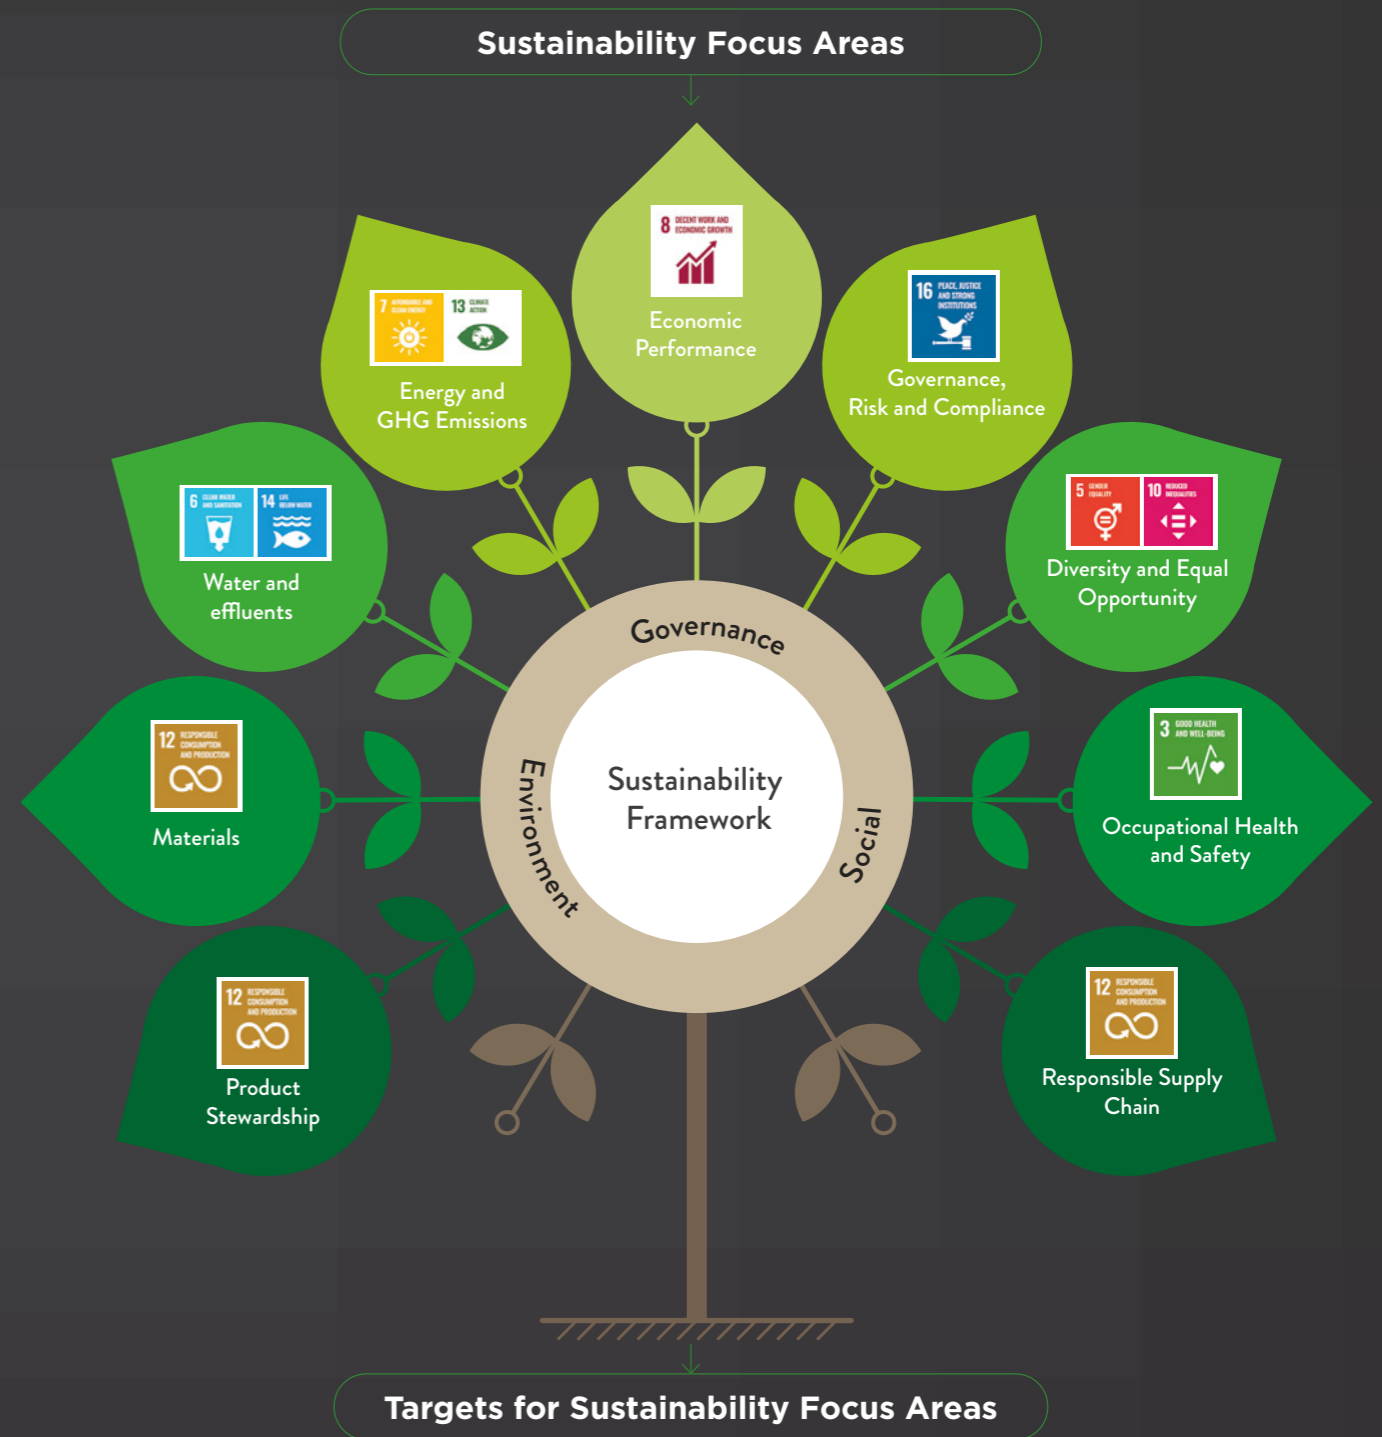 Sustainability Focus Areas
8 DECENT WORK AND
ECONOMIC GROWTH
Economic
Performance
7 AFFORDABLE AND
CLEAN ENERGY
13 CLIMATE
ACTION
Energy and
GHG Emissions
16 PEACE, JUSTICE
AND STRONG
INSTITUTIONS
Governance,
Risk and Compliance
6 CLEAN WATER
AND SANITATION
14 LIFE
BELOW WATER
Water and
effluents
5 GENDER
EQUALITY
10 REDUCED
INEQUALITIES
Diversity and Equal
Opportunity
12 RESPONSIBLE
CONSUMPTION
AND PRODUCTION
Materials
Governance
Environment
Social
Sustainability
Framework
3 GOOD HEALTH
AND WELL-BEING
Occupational Health
and Safety
12 RESPONSIBLE
CONSUMPTION
AND PRODUCTION
Product
Stewardship
12 RESPONSIBLE
CONSUMPTION
AND PRODUCTION
Responsible Supply
Chain
Targets for Sustainability Focus Areas